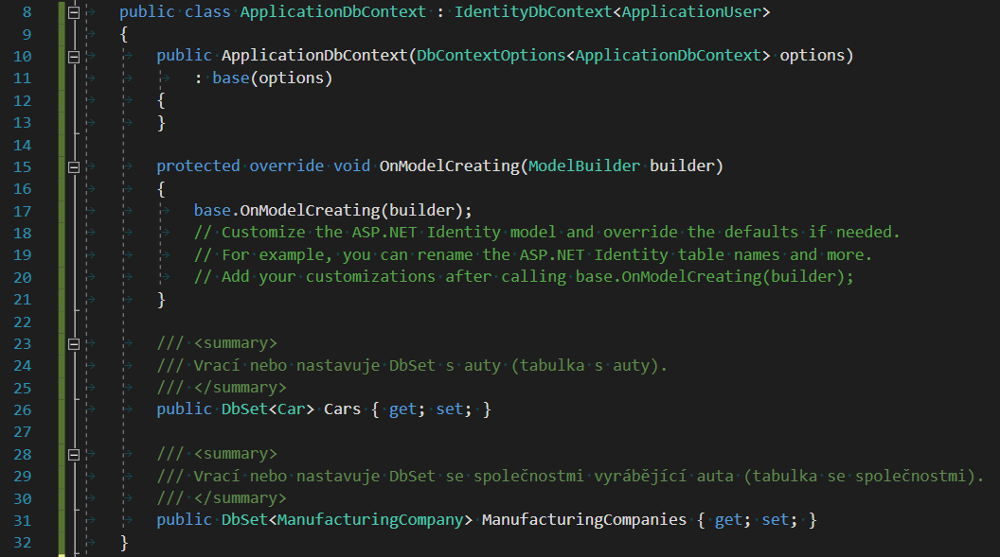 8 public class ApplicationDbContext : IdentityDbContext<ApplicationUser>
9 {
10 public ApplicationDbContext(DbContextOptions<ApplicationDbContext> options)
11 : base(options)
12 {
13 }
14
15 protected override void OnModelCreating(ModelBuilder builder)
16 {
17 base.OnModelCreating(builder);
18 // Customize the ASP.NET Identity model and override the defaults if needed.
19 // For example, you can rename the ASP.NET Identity table names and more.
20 // Add your customizations after calling base.OnModelCreating(builder);
21 }
22
23 /// <summary>
24 /// Vrací nebo nastavuje DbSet s auty (tabulka s auty).
25 /// </summary>
26 public DbSet<Car> Cars { get; set; }
27
28 /// <summary>
29 /// Vrací nebo nastavuje DbSet se společnostmi vyrábějící auta (tabulka se společnostmi).
30 /// </summary>
31 public DbSet<ManufacturingCompany> ManufacturingCompanies { get; set; }
32 }